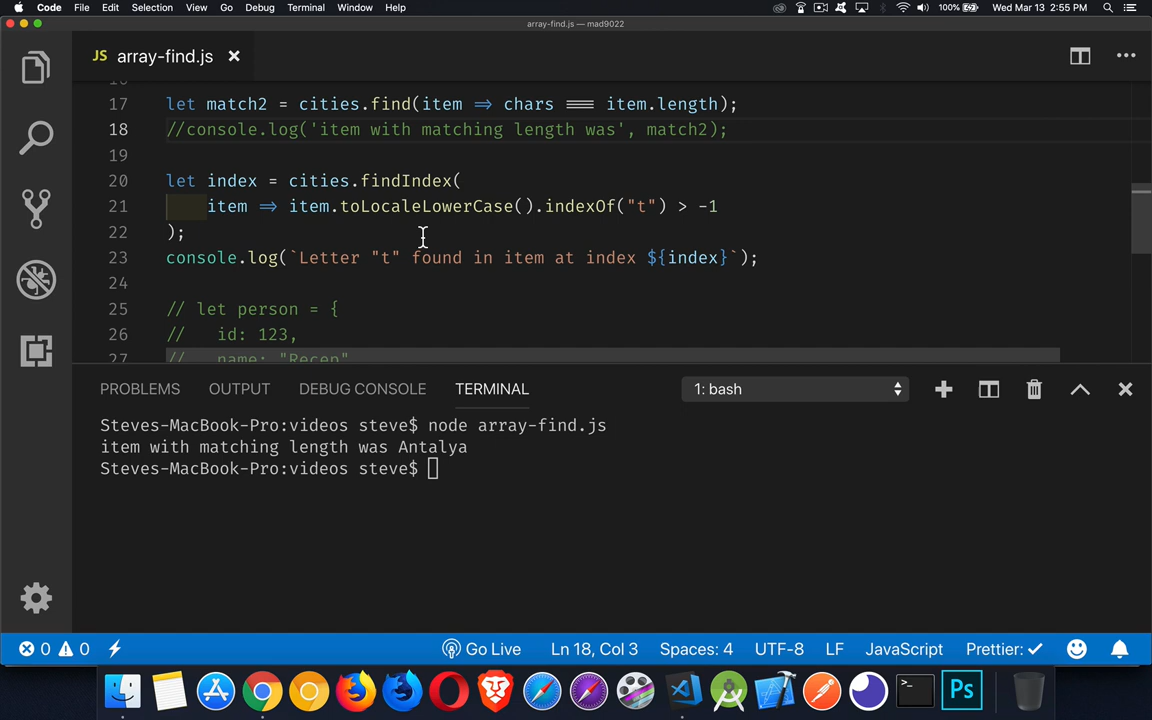 Code File Edit Selection View Go Debug Terminal Window Help 100% Wed Mar 13 2:55 PM
array-find.js — mad9022
JS array-find.js
17 let match2 = cities.find(item => chars === item.length);
18 //console.log('item with matching length was', match2);
19
20 let index = cities.findIndex(
21 item => item.toLocaleLowerCase().indexOf("t") > -1
22 );
23 console.log(`Letter "t" found in item at index ${index}`);
24
25 // let person = {
26 // id: 123,
27 // name: "Recep"
PROBLEMS OUTPUT DEBUG CONSOLE TERMINAL 1: bash
Steves-MacBook-Pro:videos steve$ node array-find.js
item with matching length was Antalya
Steves-MacBook-Pro:videos steve$
0 0 Go Live Ln 18, Col 3 Spaces: 4 UTF-8 LF JavaScript Prettier: ✓
>_ Ps